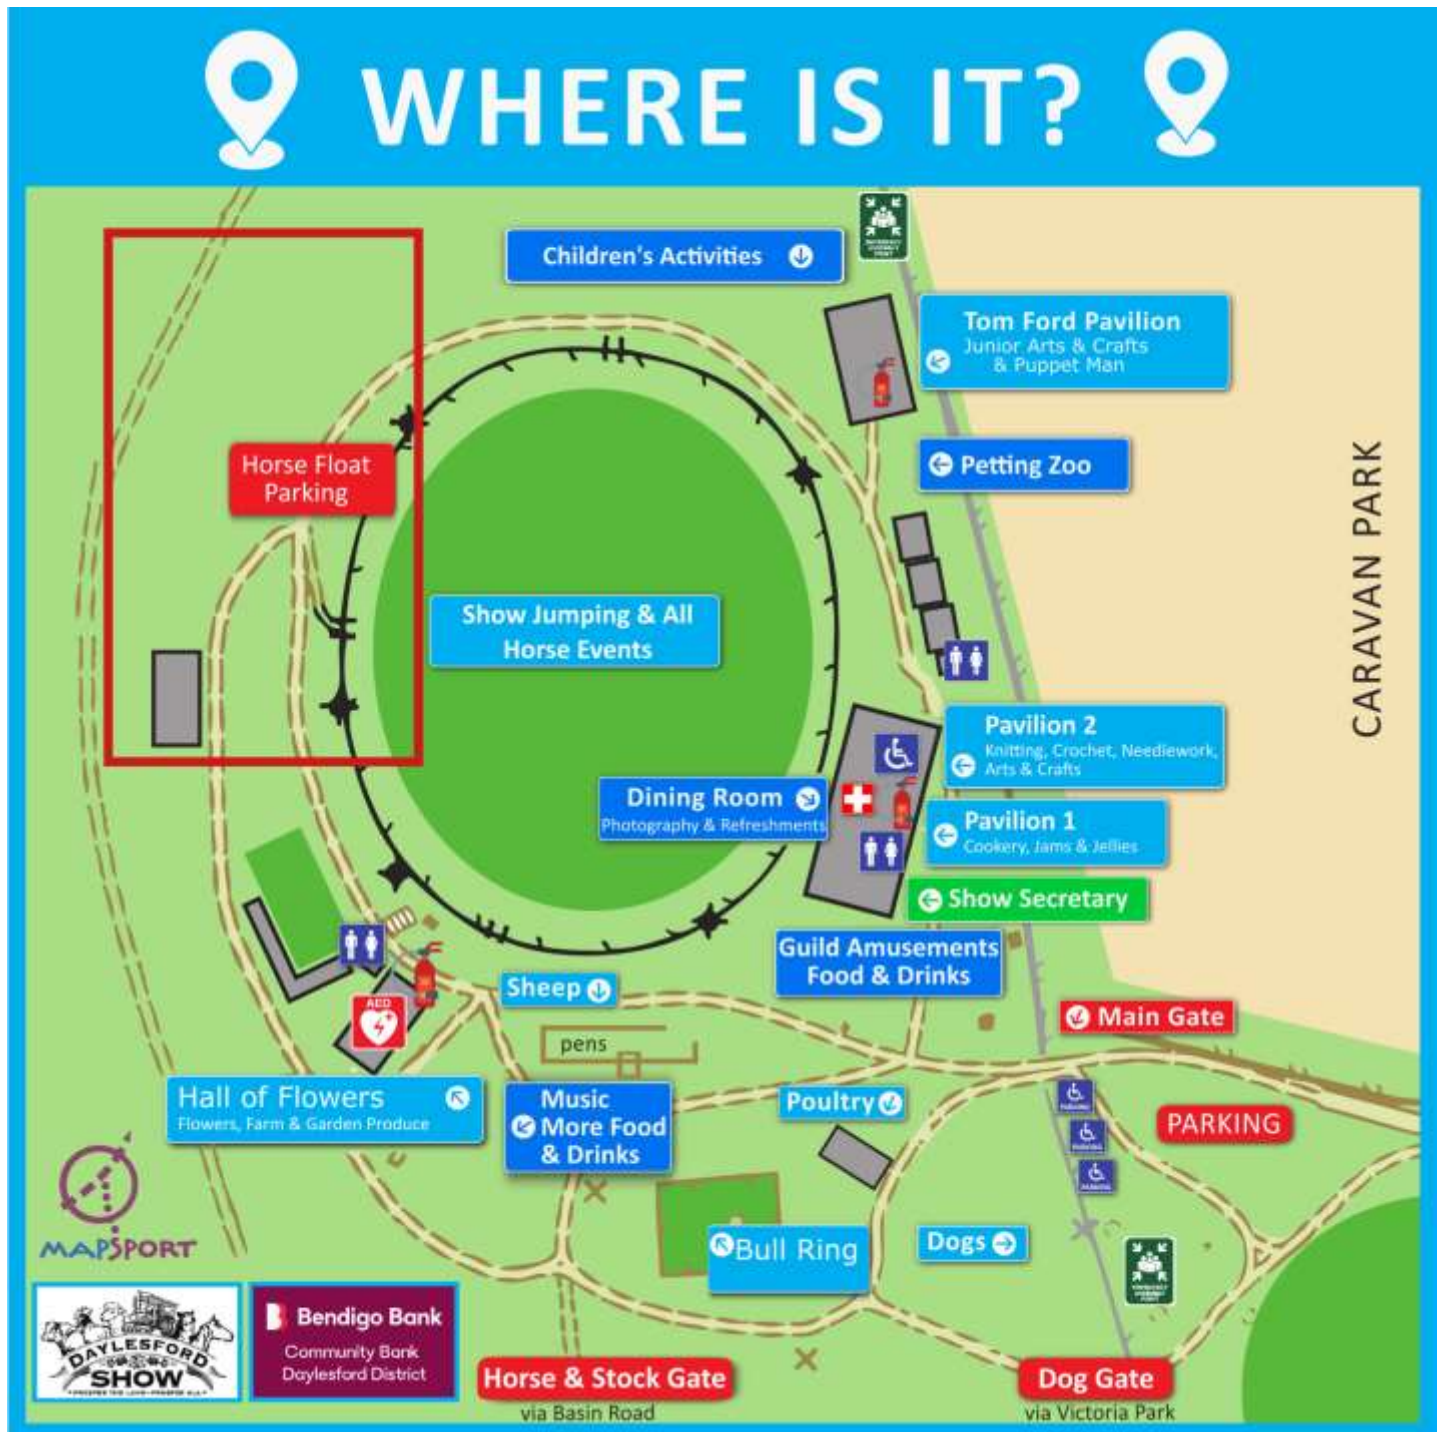 WHERE IS IT?
Children's Activities
Tom Ford Pavilion
Junior Arts & Crafts
& Puppet Man
Horse Float
Parking
Petting Zoo
CARAVAN PARK
Show Jumping & All
Horse Events
Pavilion 2
Knitting, Crochet, Needlework,
Arts & Crafts
Dining Room
Photography & Refreshments
Pavilion 1
Cookery, Jams & Jellies
Show Secretary
Guild Amusements
Food & Drinks
Sheep
AED
Main Gate
pens
Hall of Flowers
Flowers, Farm & Garden Produce
Music
More Food
& Drinks
Poultry
PARKING
PARKING
PARKING
PARKING
Bull Ring
Dogs
MAPSPORT
DAYLESFORD
SHOW
Bendigo Bank
Community Bank
Daylesford District
Horse & Stock Gate
via Basin Road
Dog Gate
via Victoria Park